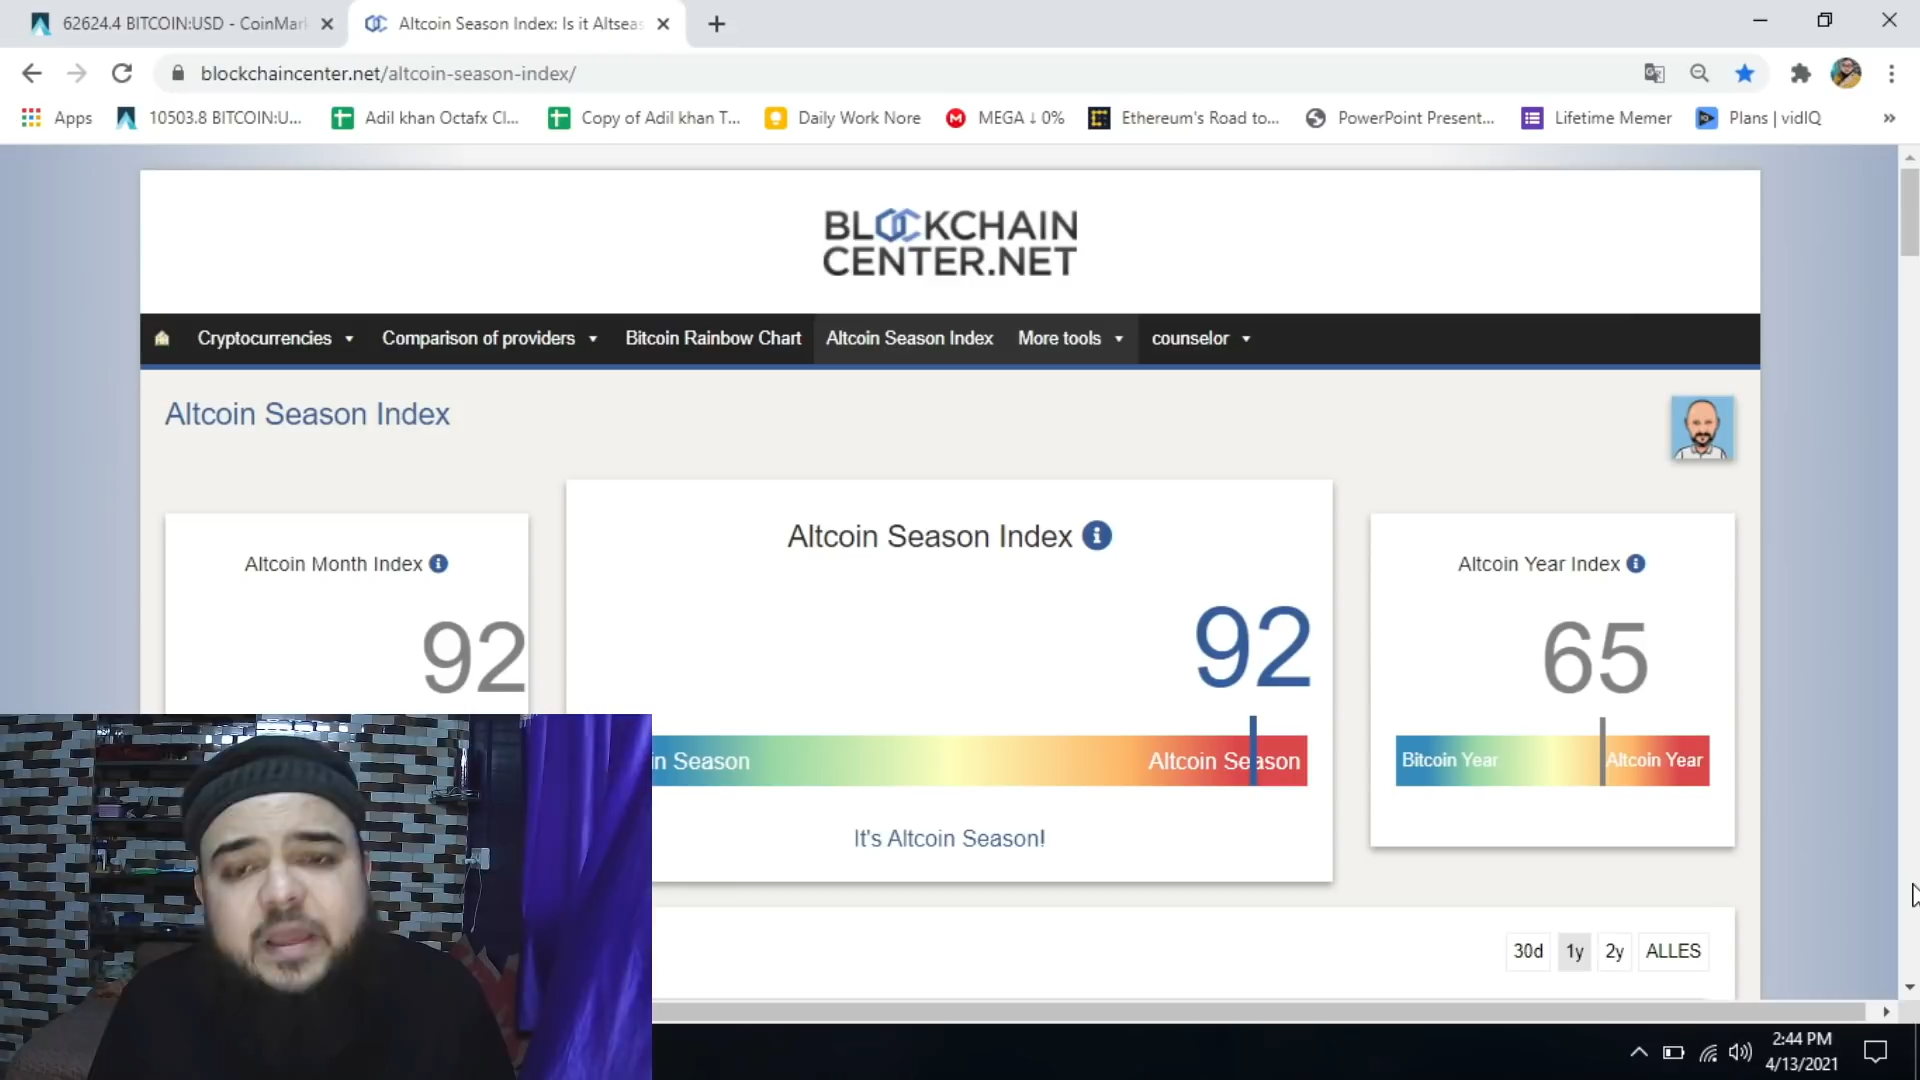 62624.4 BITCOIN:USD - CoinMar
Altcoin Season Index: Is it Altseas
blockchaincenter.net/altcoin-season-index/
Apps
10503.8 BITCOIN:U...
Adil khan Octafx Cl...
Copy of Adil khan T...
Daily Work Nore
MEGA ↓ 0%
Ethereum's Road to...
PowerPoint Present...
Lifetime Memer
Plans | vidIQ
BLOCKCHAIN
CENTER.NET
Cryptocurrencies
Comparison of providers
Bitcoin Rainbow Chart
Altcoin Season Index
More tools
counselor
Altcoin Season Index
Altcoin Month Index
92
Altcoin Season Index
92
in Season
Altcoin Season
It's Altcoin Season!
Altcoin Year Index
65
Bitcoin Year
Altcoin Year
30d
1y
2y
ALLES
2:44 PM
4/13/2021